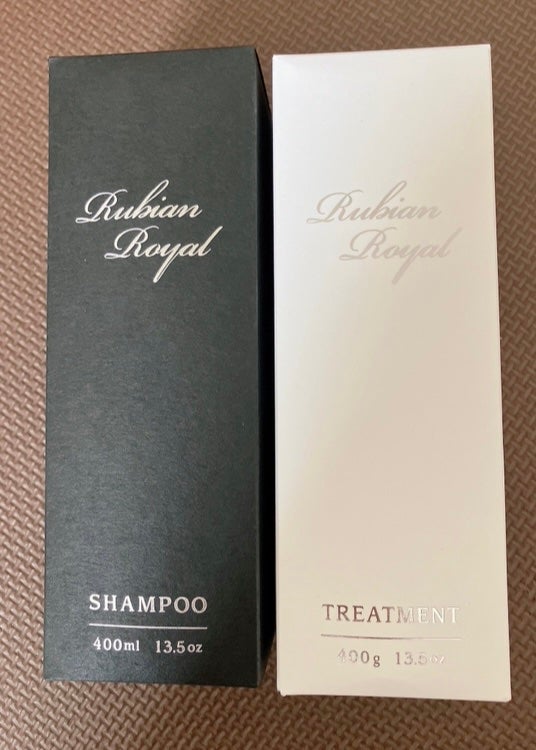 Rubian
Royal
SHAMPOO
400ml 13.5oz
Rubian
Royal
TREATMENT
400g 13.5oz